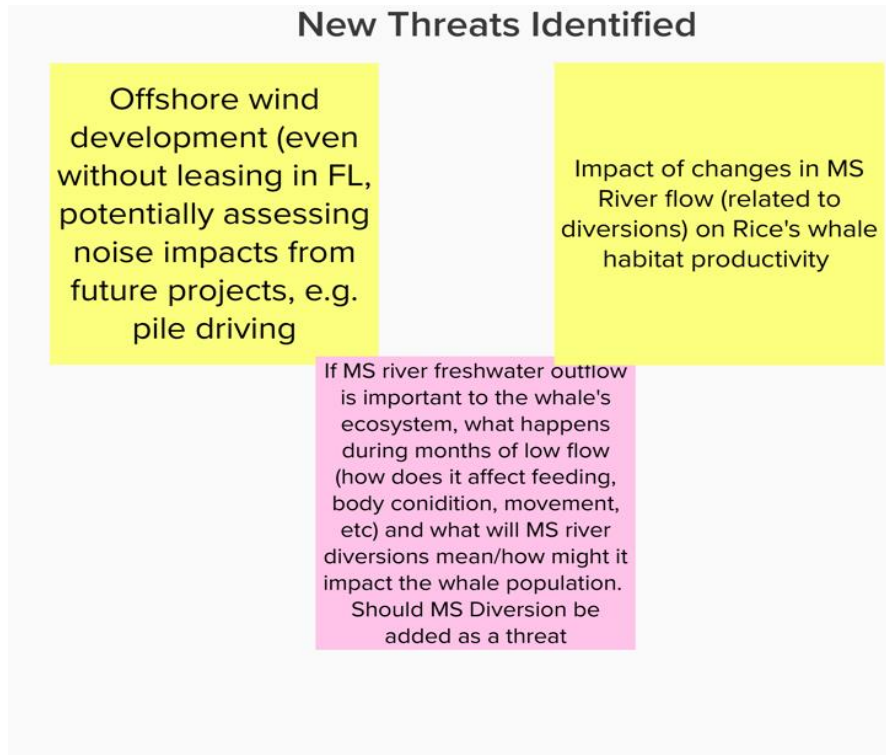 New Threats Identified
Offshore wind
development (even
without leasing in FL,
potentially assessing
noise impacts from
future projects, e.g.
pile driving
Impact of changes in MS
River flow (related to
diversions) on Rice's whale
habitat productivity
If MS river freshwater outflow
is important to the whale's
ecosystem, what happens
during months of low flow
(how does it affect feeding,
body conidition, movement,
etc) and what will MS river
diversions mean/how might it
impact the whale population.
Should MS Diversion be
added as a threat